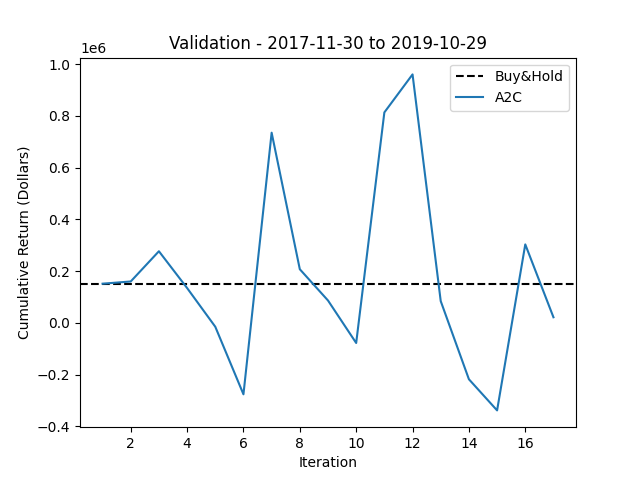 Validation - 2017-11-30 to 2019-10-29
1e6
1.0
0.8
0.6
0.4
0.2
0.0
−0.2
−0.4
Cumulative Return (Dollars)
Buy&Hold
A2C
2 4 6 8 10 12 14 16
Iteration